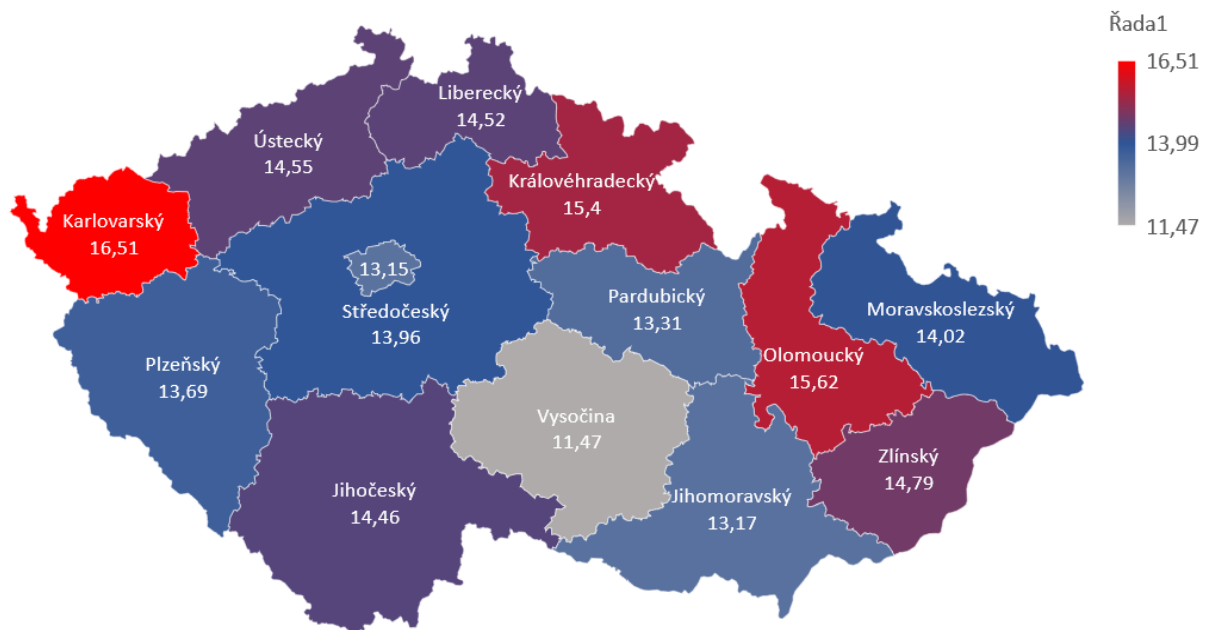 Řada1
16,51
13,99
11,47
Liberecký
14,52
Ústecký
14,55
Královéhradecký
15,4
Karlovarský
16,51
13,15
Středočeský
13,96
Pardubický
13,31
Moravskoslezský
14,02
Plzeňský
13,69
Olomoucký
15,62
Vysočina
11,47
Zlínský
14,79
Jihočeský
14,46
Jihomoravský
13,17